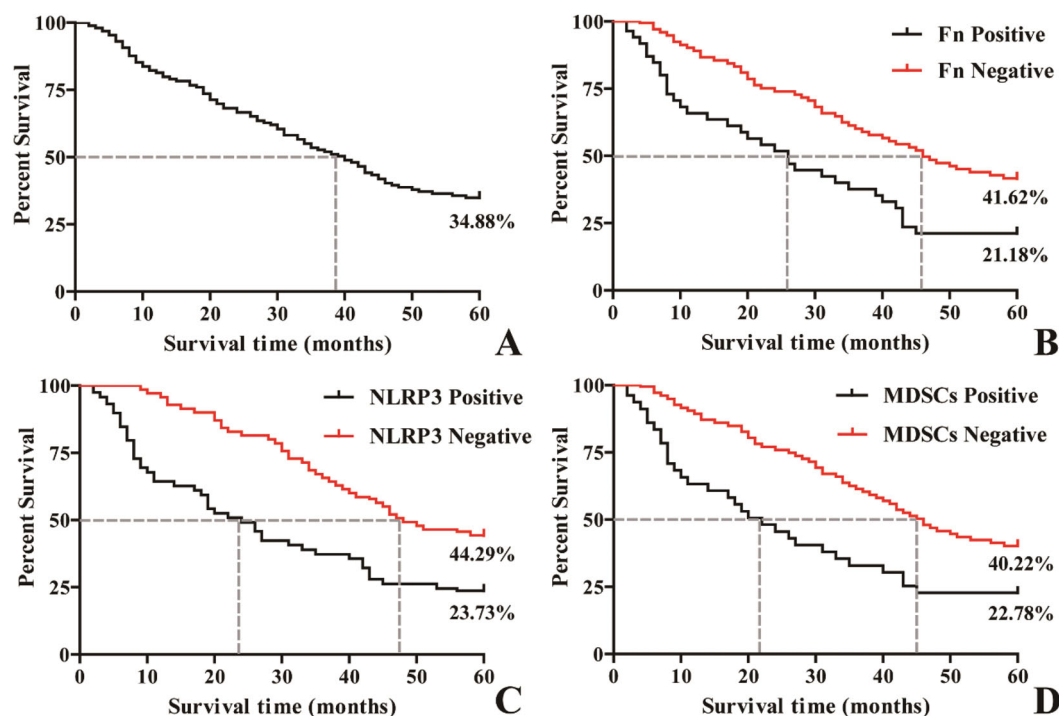 100
75
50
25
0
Percent Survival
34.88%
0 10 20 30 40 50 60
Survival time (months)
A
100
75
50
25
0
Percent Survival
Fn Positive
Fn Negative
41.62%
21.18%
0 10 20 30 40 50 60
Survival time (months)
B
100
75
50
25
0
Percent Survival
NLRP3 Positive
NLRP3 Negative
44.29%
23.73%
0 10 20 30 40 50 60
Survival time (months)
C
100
75
50
25
0
Percent Survival
MDSCs Positive
MDSCs Negative
40.22%
22.78%
0 10 20 30 40 50 60
Survival time (months)
D